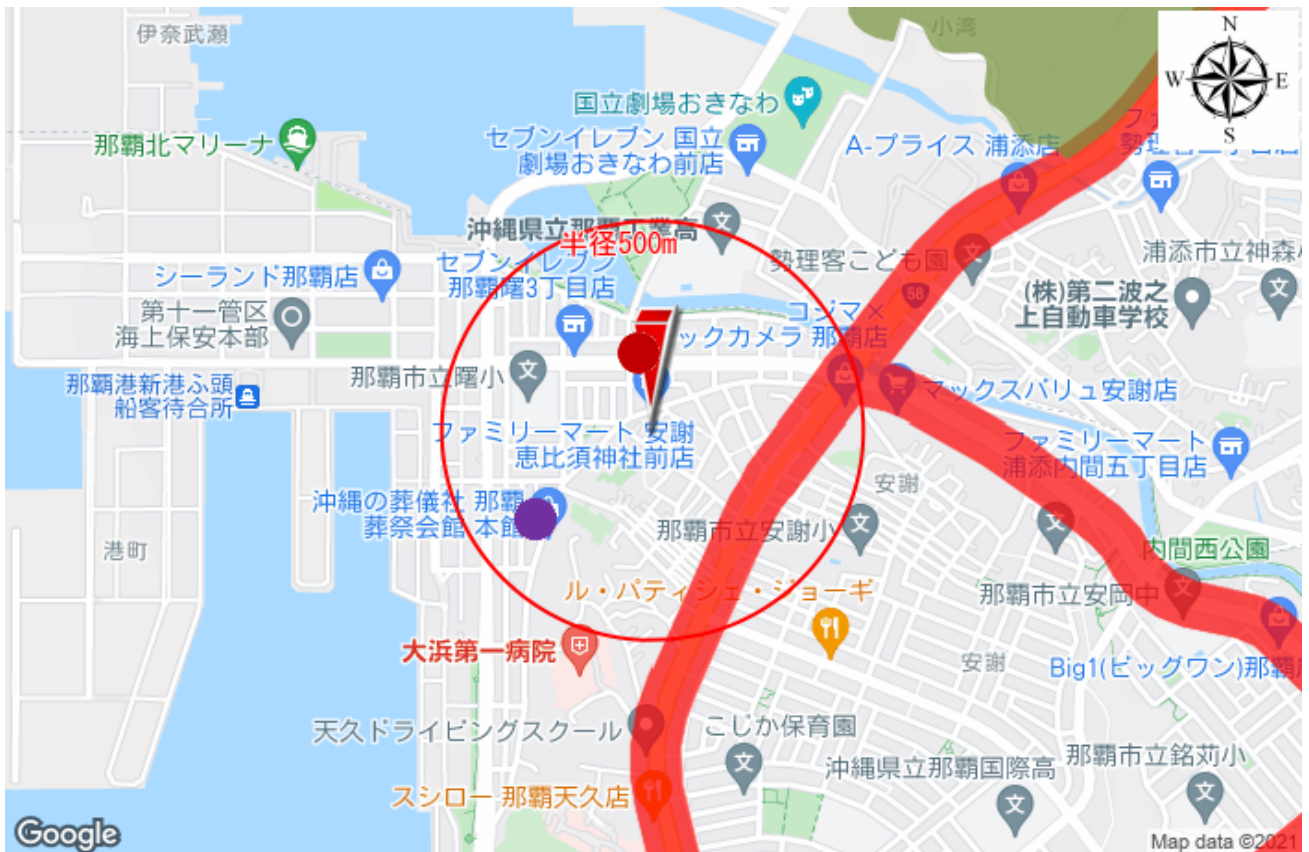 伊奈武瀬
小湾
N
W
E
S
国立劇場おきなわ
那覇北マリーナ
セブンイレブン 国立
劇場おきなわ前店
A-プライス 浦添店
沖縄県立那覇工業高
半径500m
勢理客こども園
浦添市立神森小
シーランド那覇店
セブンイレブン
那覇曙3丁目店
58
(株)第二波之
上自動車学校
第十一管区
海上保安本部
コジマ×
ックカメラ 那覇店
那覇市立曙小
那覇港新港ふ頭
船客待合所
マックスバリュ安謝店
ファミリーマート 安謝
恵比須神社前店
ファミリーマート
浦添内間五丁目店
安謝
沖縄の葬儀社 那覇
葬祭会館 本館
那覇市立安謝小
港町
内間西公園
ル・パティシェ・ジョーギ
那覇市立安岡中
大浜第一病院
安謝
Big1(ビッグワン)那覇店
天久ドライビングスクール
こじか保育園
沖縄県立那覇国際高
那覇市立銘苅小
スシロー 那覇天久店
Google
Map data ©2021